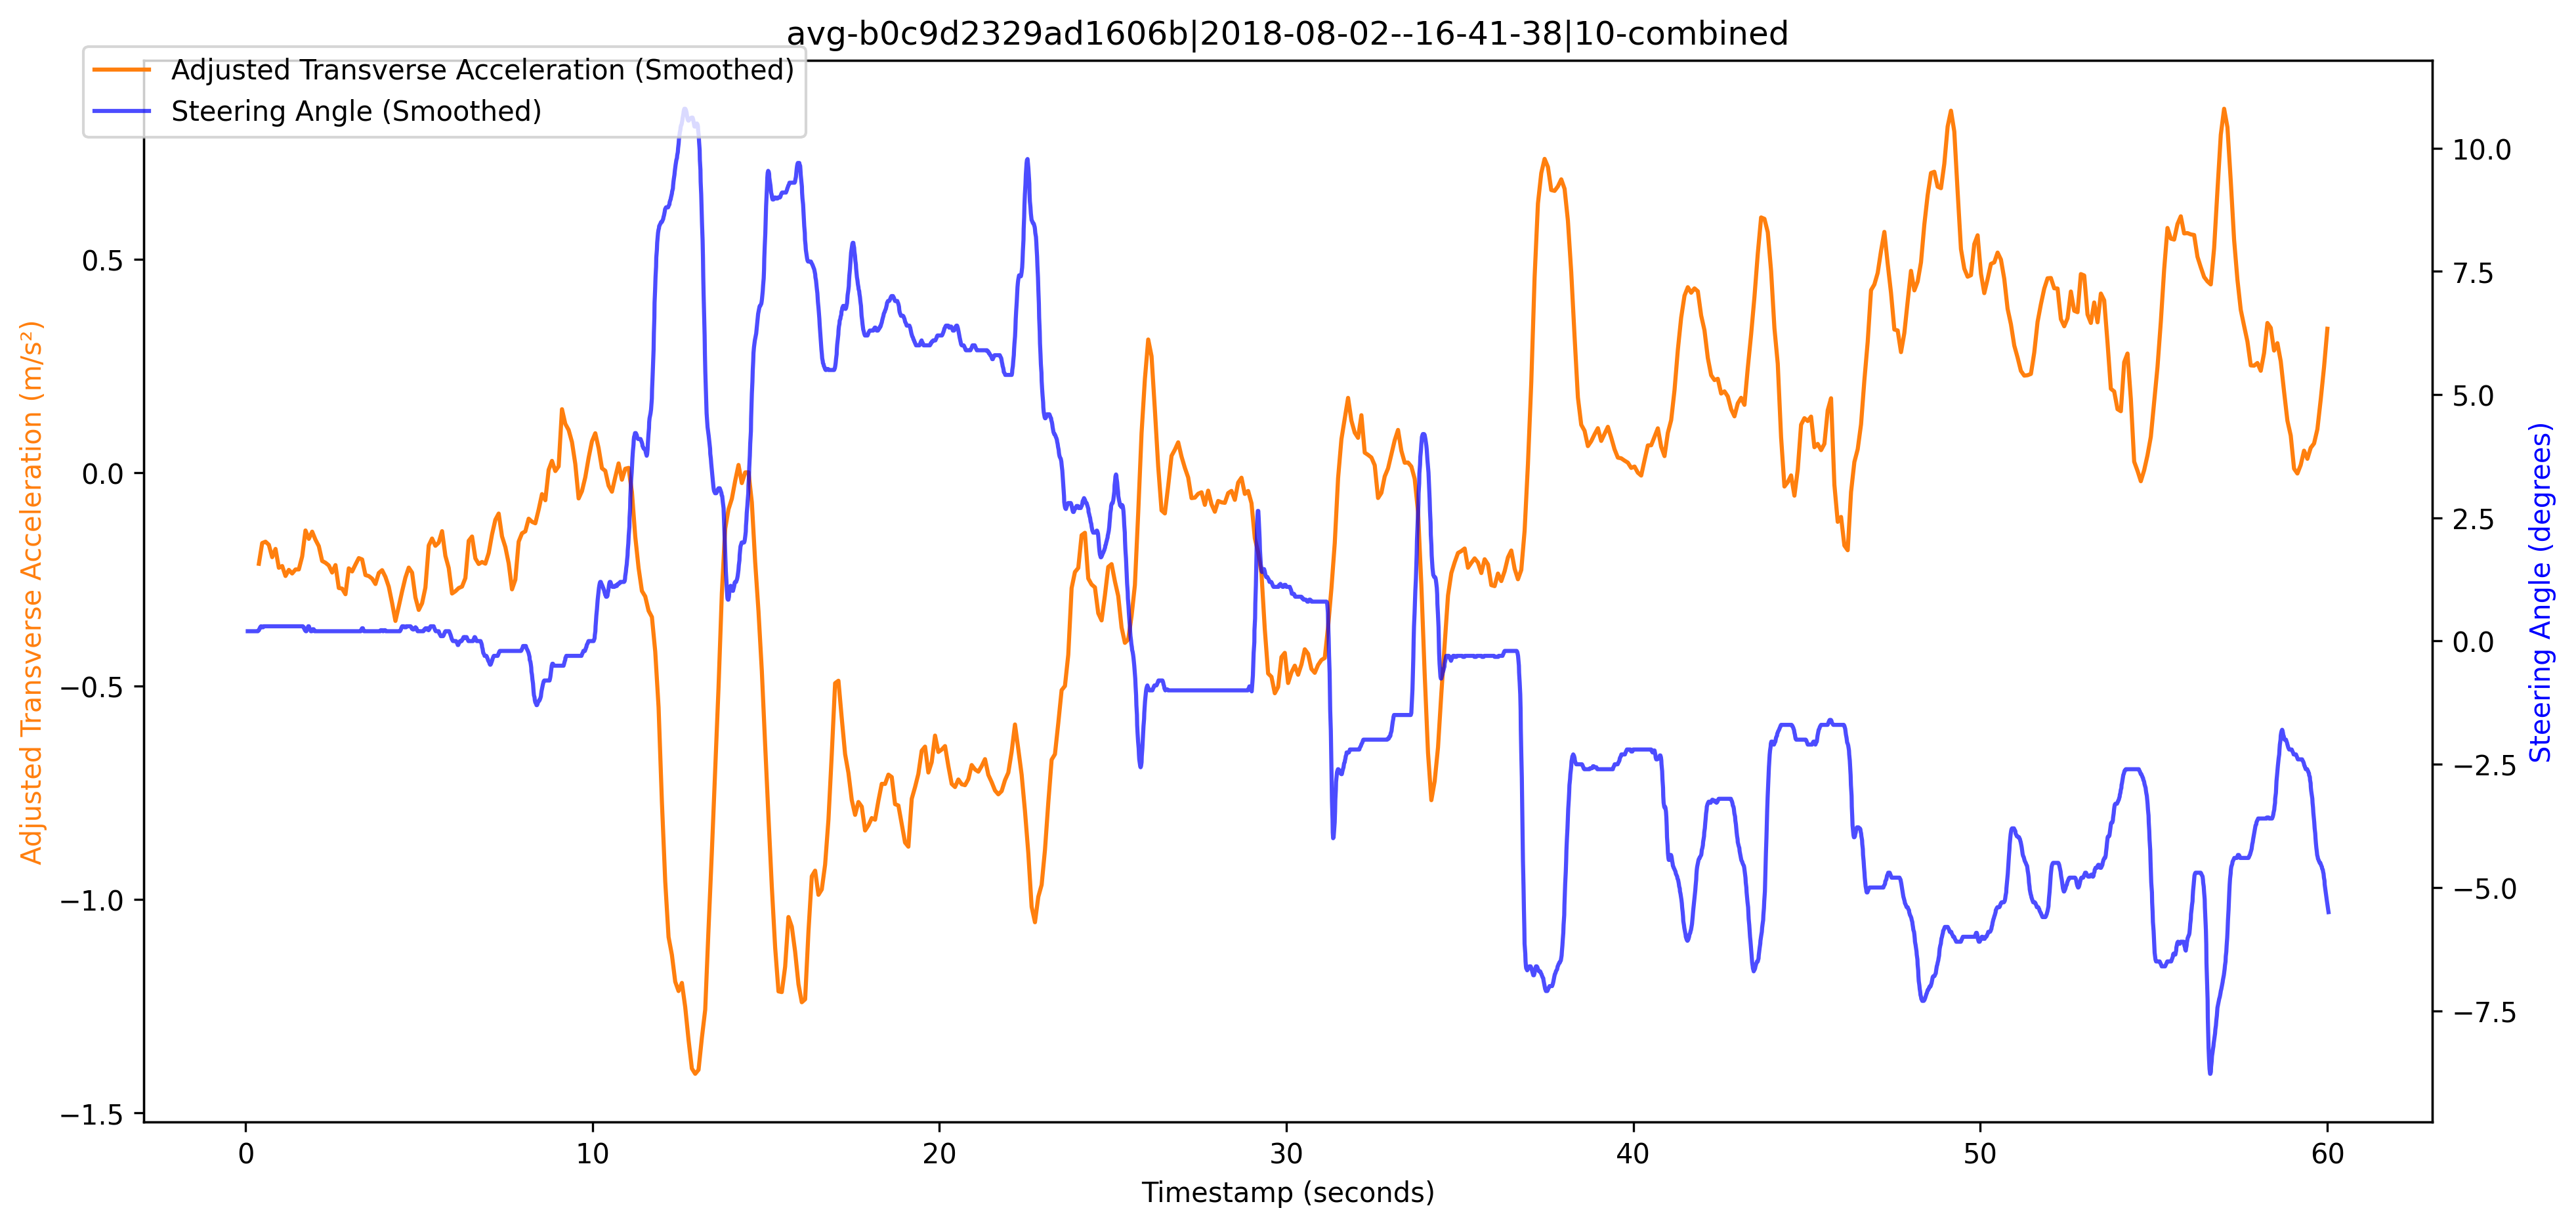 avg-b0c9d2329ad1606b|2018-08-02--16-41-38|10-combined
Adjusted Transverse Acceleration (Smoothed)
Steering Angle (Smoothed)
Adjusted Transverse Acceleration (m/s²)
0.5
0.0
−0.5
−1.0
−1.5
10.0
7.5
5.0
2.5
0.0
−2.5
−5.0
−7.5
Steering Angle (degrees)
0 10 20 30 40 50 60
Timestamp (seconds)